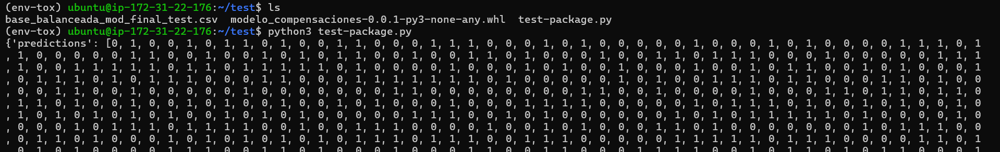 (env-tox) ubuntu@ip-172-31-22-176:~/test$ ls
base_balanceada_mod_final_test.csv  modelo_compensaciones-0.0.1-py3-none-any.whl  test-package.py
(env-tox) ubuntu@ip-172-31-22-176:~/test$ python3 test-package.py
{'predictions': [0, 1, 0, 0, 1, 0, 1, 1, 0, 1, 0, 0, 1, 1, 0, 0, 0, 1, 1, 1, 0, 0, 0, 1, 0, 1, 0, 0, 0, 0, 0, 1, 0, 0, 0, 1, 0, 1, 0, 0, 0, 0, 1, 1, 1, 0, 1
, 1, 0, 0, 0, 0, 0, 1, 1, 0, 0, 1, 0, 0, 1, 0, 1, 0, 1, 1, 0, 0, 1, 0, 0, 1, 1, 0, 1, 0, 0, 0, 1, 0, 0, 1, 1, 0, 1, 1, 1, 0, 0, 0, 1, 0, 0, 0, 0, 0, 1, 1, 1
, 1, 0, 0, 1, 1, 1, 1, 1, 0, 1, 1, 0, 1, 1, 1, 1, 1, 0, 1, 0, 0, 0, 0, 1, 0, 0, 0, 1, 0, 1, 0, 0, 1, 0, 0, 0, 1, 0, 0, 1, 0, 1, 1, 0, 0, 1, 0, 1, 0, 0, 0, 1
, 0, 1, 1, 1, 0, 1, 0, 1, 1, 1, 0, 0, 0, 1, 1, 0, 0, 0, 1, 1, 1, 1, 1, 1, 1, 0, 1, 0, 0, 0, 0, 0, 1, 0, 1, 0, 0, 1, 1, 1, 0, 1, 1, 0, 0, 0, 1, 1, 0, 1, 0, 0
, 0, 0, 1, 1, 0, 0, 1, 0, 0, 0, 0, 0, 1, 0, 0, 0, 0, 0, 0, 0, 1, 1, 0, 0, 0, 0, 0, 0, 0, 0, 1, 1, 0, 0, 1, 0, 0, 0, 0, 1, 0, 0, 0, 1, 1, 0, 1, 1, 0, 1, 1, 0
, 1, 1, 0, 1, 0, 0, 1, 0, 0, 1, 0, 1, 0, 0, 1, 0, 0, 1, 0, 1, 0, 0, 0, 1, 0, 0, 0, 1, 1, 1, 1, 0, 0, 0, 0, 0, 1, 0, 1, 1, 1, 0, 1, 0, 0, 1, 0, 1, 0, 0, 1, 0
, 1, 0, 1, 0, 1, 0, 1, 0, 1, 0, 0, 1, 0, 1, 0, 1, 0, 0, 0, 0, 0, 1, 1, 1, 0, 0, 1, 0, 1, 0, 0, 0, 0, 0, 0, 1, 0, 1, 0, 1, 1, 1, 1, 1, 0, 1, 0, 0, 0, 0, 1, 0
, 0, 0, 0, 1, 0, 1, 1, 1, 0, 1, 1, 1, 1, 0, 0, 1, 0, 0, 1, 1, 1, 0, 0, 0, 0, 1, 0, 0, 1, 0, 1, 0, 0, 0, 1, 1, 0, 1, 0, 0, 0, 0, 0, 0, 0, 1, 0, 1, 1, 1, 0, 0
, 0, 1, 1, 0, 1, 0, 0, 0, 1, 0, 1, 0, 1, 0, 1, 0, 1, 0, 1, 1, 1, 0, 1, 1, 1, 0, 0, 1, 1, 1, 0, 0, 0, 0, 0, 1, 1, 1, 1, 1, 0, 1, 1, 1, 0, 0, 0, 0, 1, 1, 0, 1